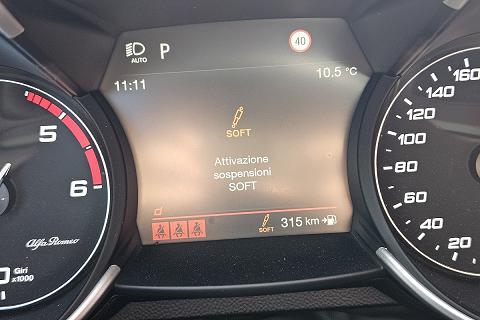 AUTO
P
40
11:11
10.5 °C
SOFT
Attivazione
sospensioni
SOFT
d
SOFT
315 km
5
6
Alfa Romeo
0
Giri
x1000
160
140
120
100
80
60
40
20